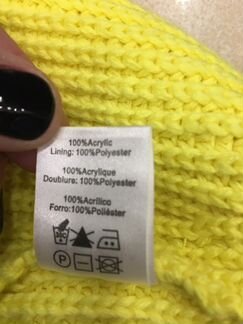 100%Acrylic
Lining: 100%Polyester
100%Acrylique
Doublure: 100%Polyester
100%Acrílico
Forro: 100%Poliéster
P